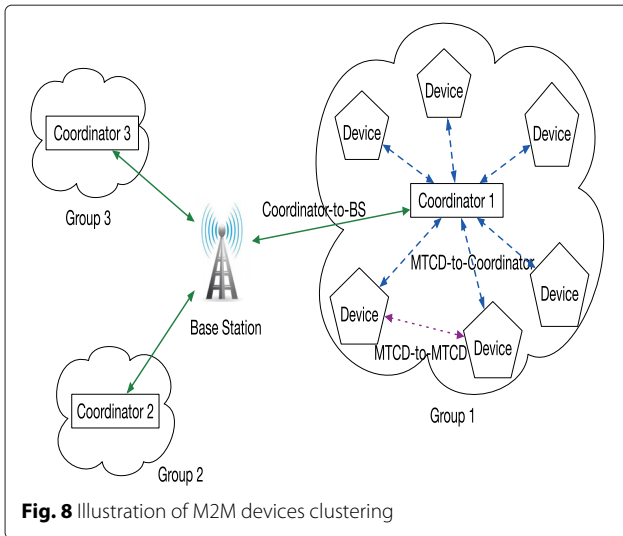 Device
Device
Device
Coordinator 3
Coordinator 1
Group 3
Coordinator-to-BS
MTCD-to-Coordinator
Device
Device
Base Station
MTCD-to-MTCD
Device
Coordinator 2
Group 1
Group 2
Fig. 8 Illustration of M2M devices clustering